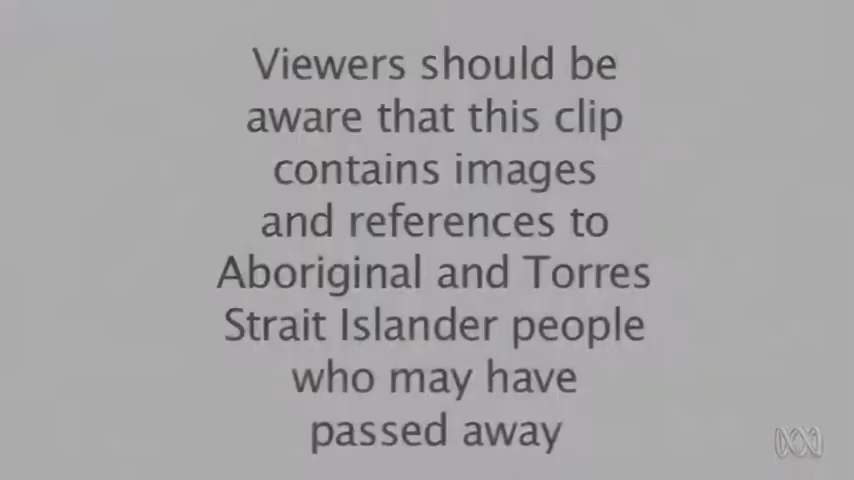 Viewers should be
aware that this clip
contains images
and references to
Aboriginal and Torres
Strait Islander people
who may have
passed away